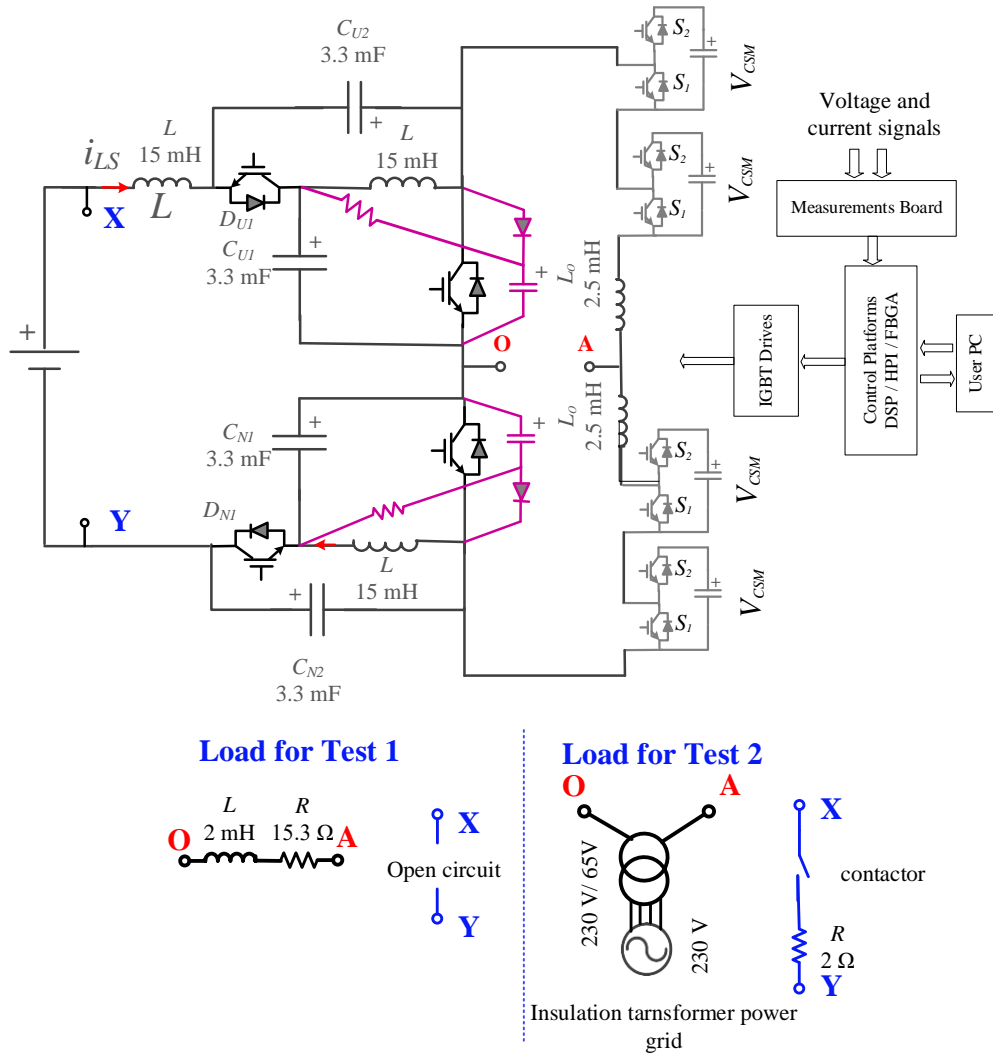 C_U2
3.3 mF
L
15 mH
i_LS
L
L
15 mH
X
D_U1
C_U1
3.3 mF
+
+
+
+
O
A
L_O
2.5 mH
L_O
2.5 mH
S_2
S_1
+
V_CSM
S_2
S_1
+
V_CSM
S_2
S_1
+
V_CSM
S_2
S_1
+
V_CSM
C_N1
3.3 mF
+
+
D_N1
Y
L
15 mH
+
C_N2
3.3 mF
Voltage and
current signals
Measurements Board
IGBT Drives
Control Platforms
DSP / HPI / FBGA
User PC
Load for Test 1
L
2 mH
R
15.3 Ω
O
A
X
Open circuit
Y
Load for Test 2
O
A
230 V/ 65V
230 V
Insulation tarnsformer power
grid
X
contactor
R
2 Ω
Y